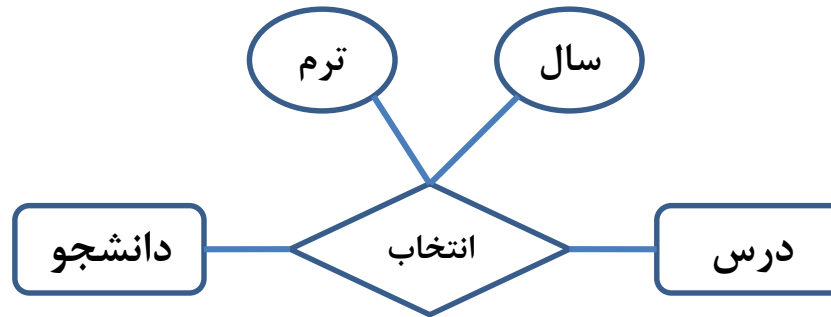 سال
ترم
درس
انتخاب
دانشجو